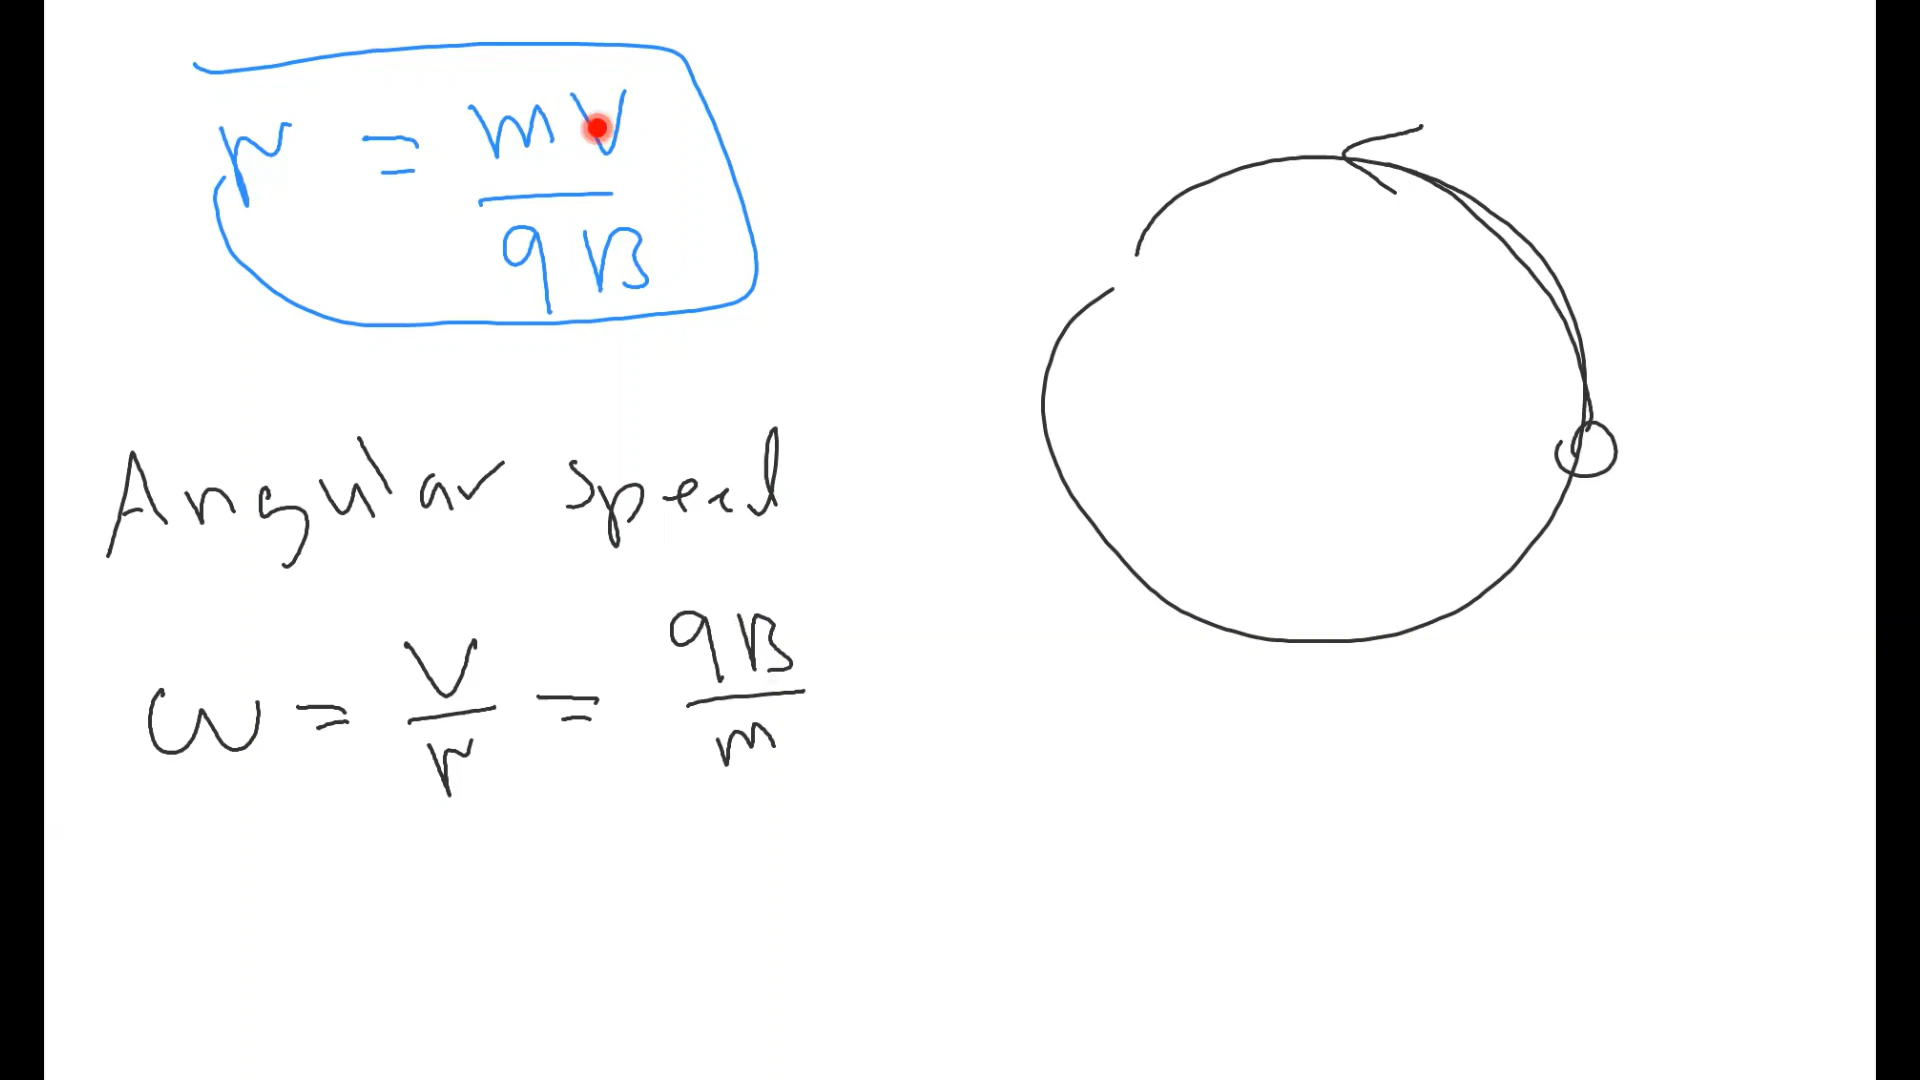 r = mv/qB
Angular speed
ω = v/r = qB/m